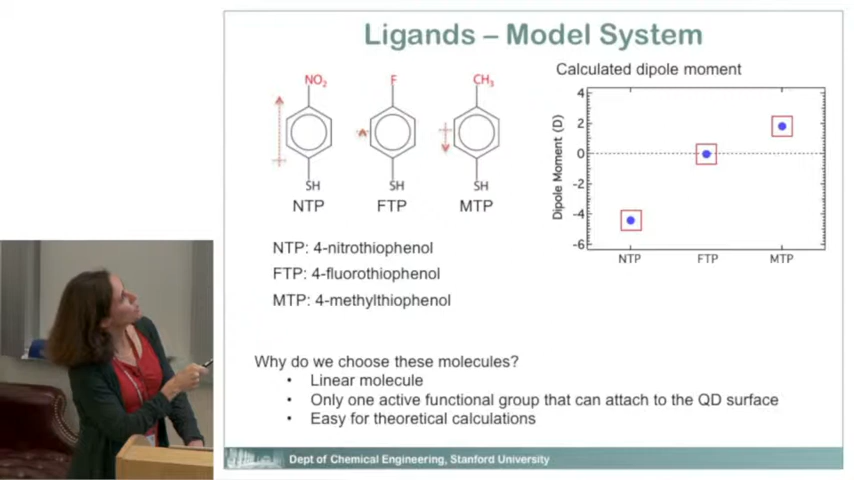 Ligands – Model System
NO2
F
CH3
SH
SH
SH
NTP
FTP
MTP
NTP: 4-nitrothiophenol
FTP: 4-fluorothiophenol
MTP: 4-methylthiophenol
Calculated dipole moment
Dipole Moment (D)
4
2
0
-2
-4
-6
NTP
FTP
MTP
Why do we choose these molecules?
• Linear molecule
• Only one active functional group that can attach to the QD surface
• Easy for theoretical calculations
Dept of Chemical Engineering, Stanford University